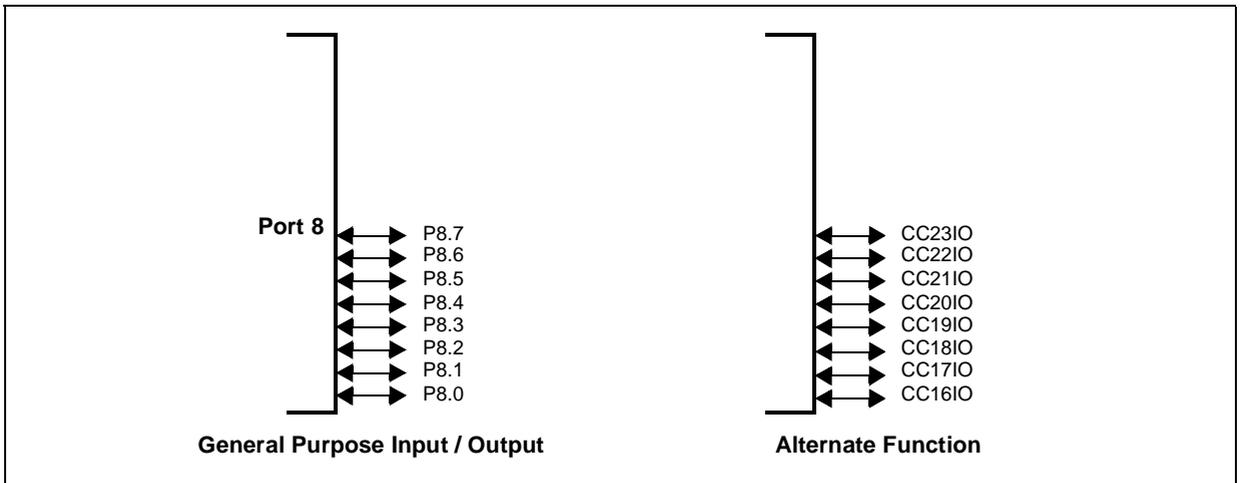 Port 8
P8.7
P8.6
P8.5
P8.4
P8.3
P8.2
P8.1
P8.0
General Purpose Input / Output
CC23IO
CC22IO
CC21IO
CC20IO
CC19IO
CC18IO
CC17IO
CC16IO
Alternate Function